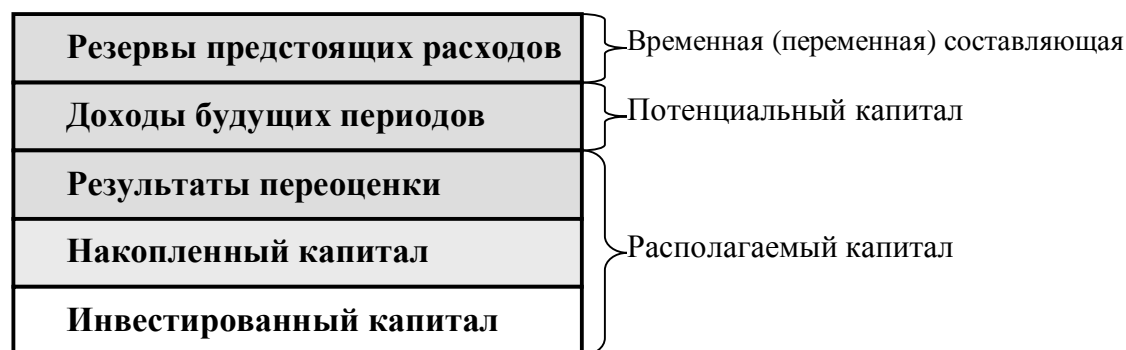 Резервы предстоящих расходов
Временная (переменная) составляющая
Доходы будущих периодов
Потенциальный капитал
Результаты переоценки
Накопленный капитал
Располагаемый капитал
Инвестированный капитал